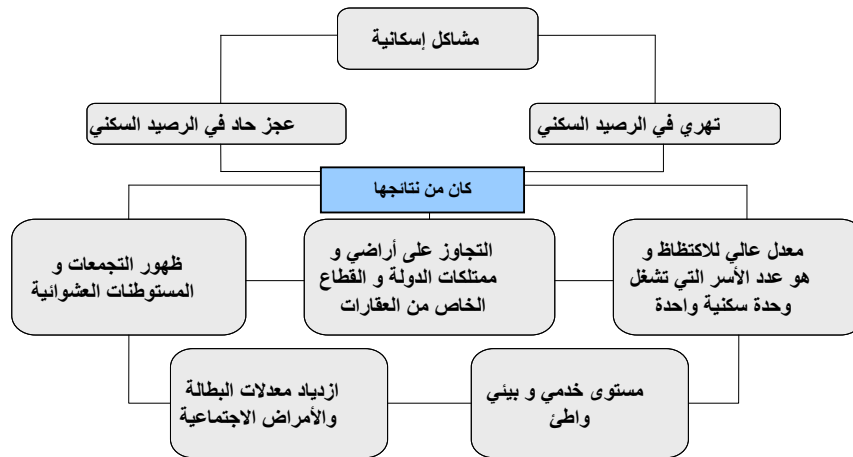 مشاكل إسكانية
تهري في الرصيد السكني
عجز حاد في الرصيد السكني
كان من نتائجها
معدل عالي للاكتظاظ و
هو عدد الأسر التي تشغل
وحدة سكنية واحدة
التجاوز على أراضي و
ممتلكات الدولة و القطاع
الخاص من العقارات
ظهور التجمعات و
المستوطنات العشوائية
مستوى خدمي و بيئي
واطئ
ازدياد معدلات البطالة
والأمراض الاجتماعية